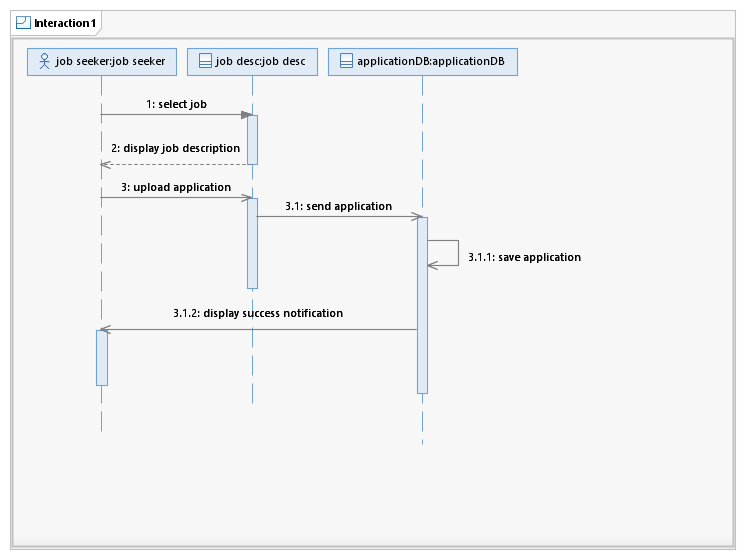 Interaction1
job seeker:job seeker
job desc:job desc
applicationDB:applicationDB
1: select job
2: display job description
3: upload application
3.1: send application
3.1.1: save application
3.1.2: display success notification